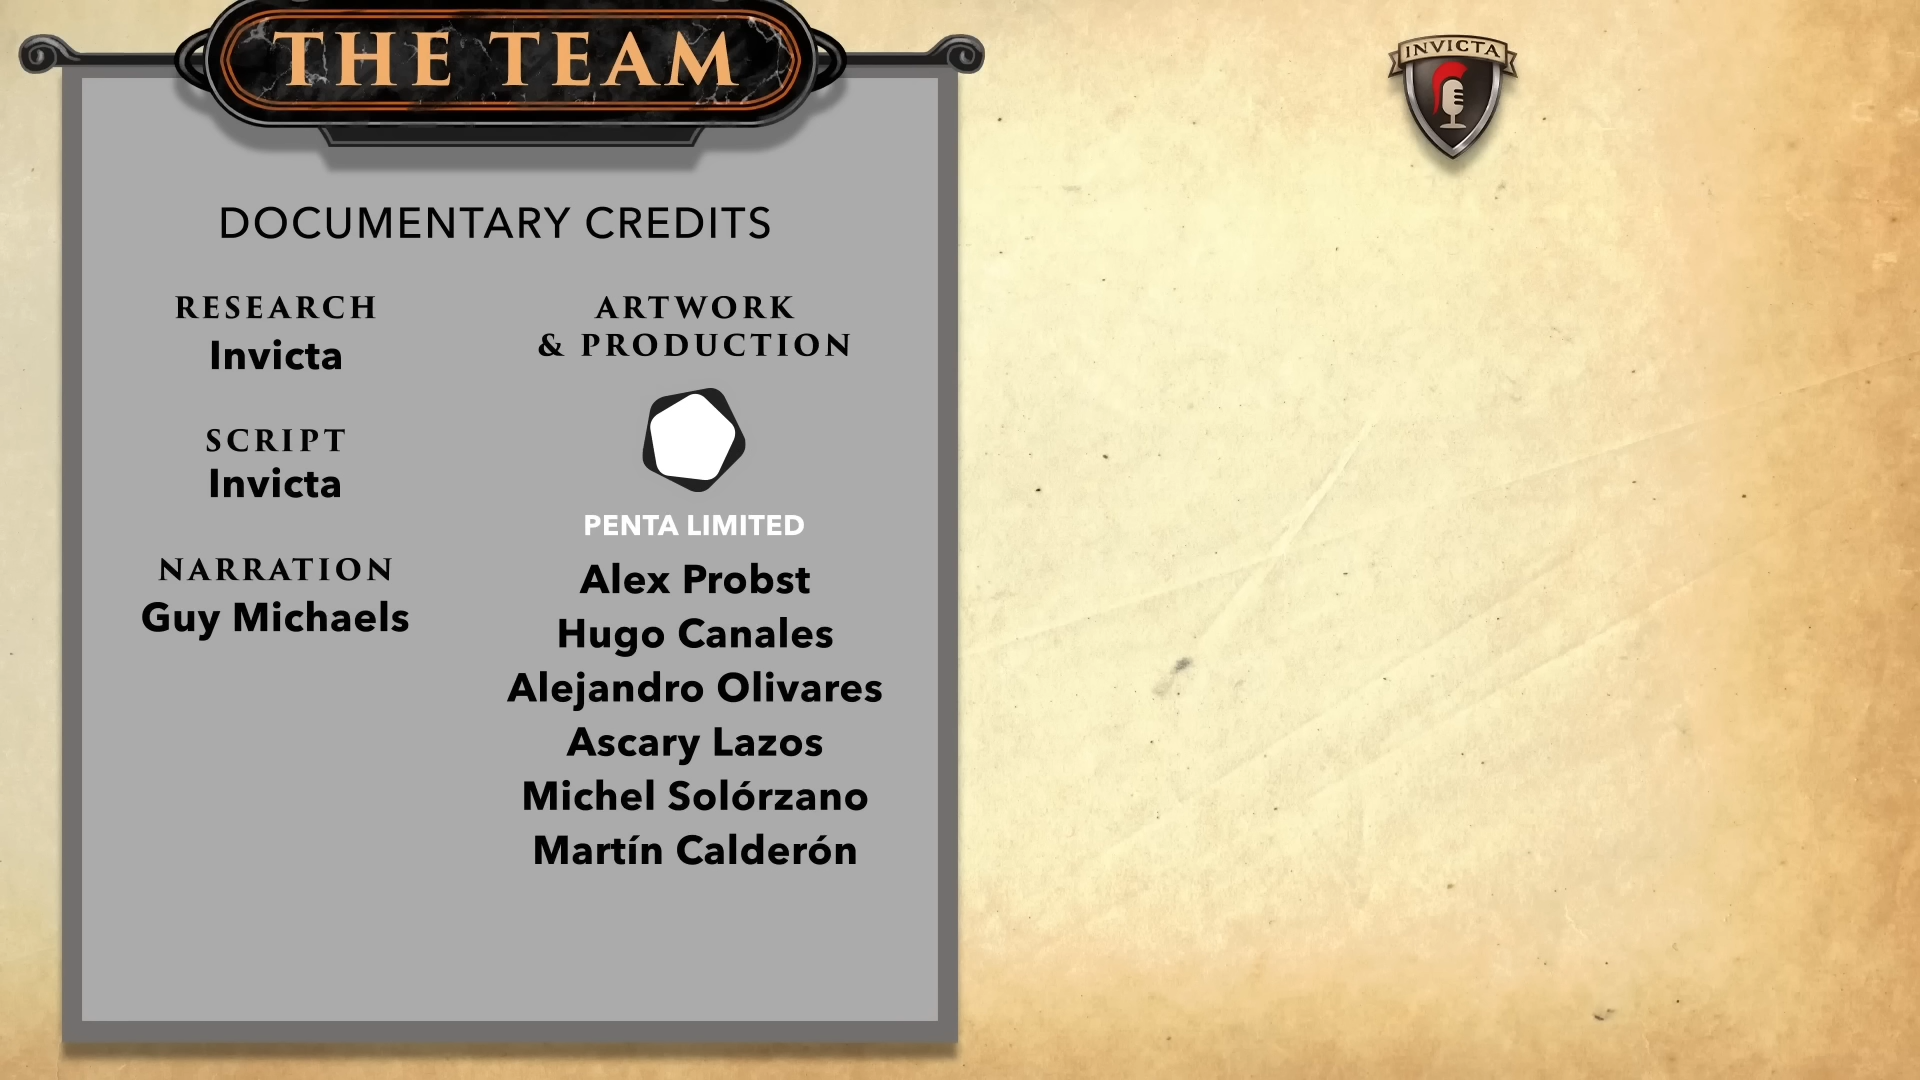 THE TEAM
INVICTA
DOCUMENTARY CREDITS
RESEARCH
Invicta
SCRIPT
Invicta
NARRATION
Guy Michaels
ARTWORK
& PRODUCTION
PENTA LIMITED
Alex Probst
Hugo Canales
Alejandro Olivares
Ascary Lazos
Michel Solórzano
Martín Calderón